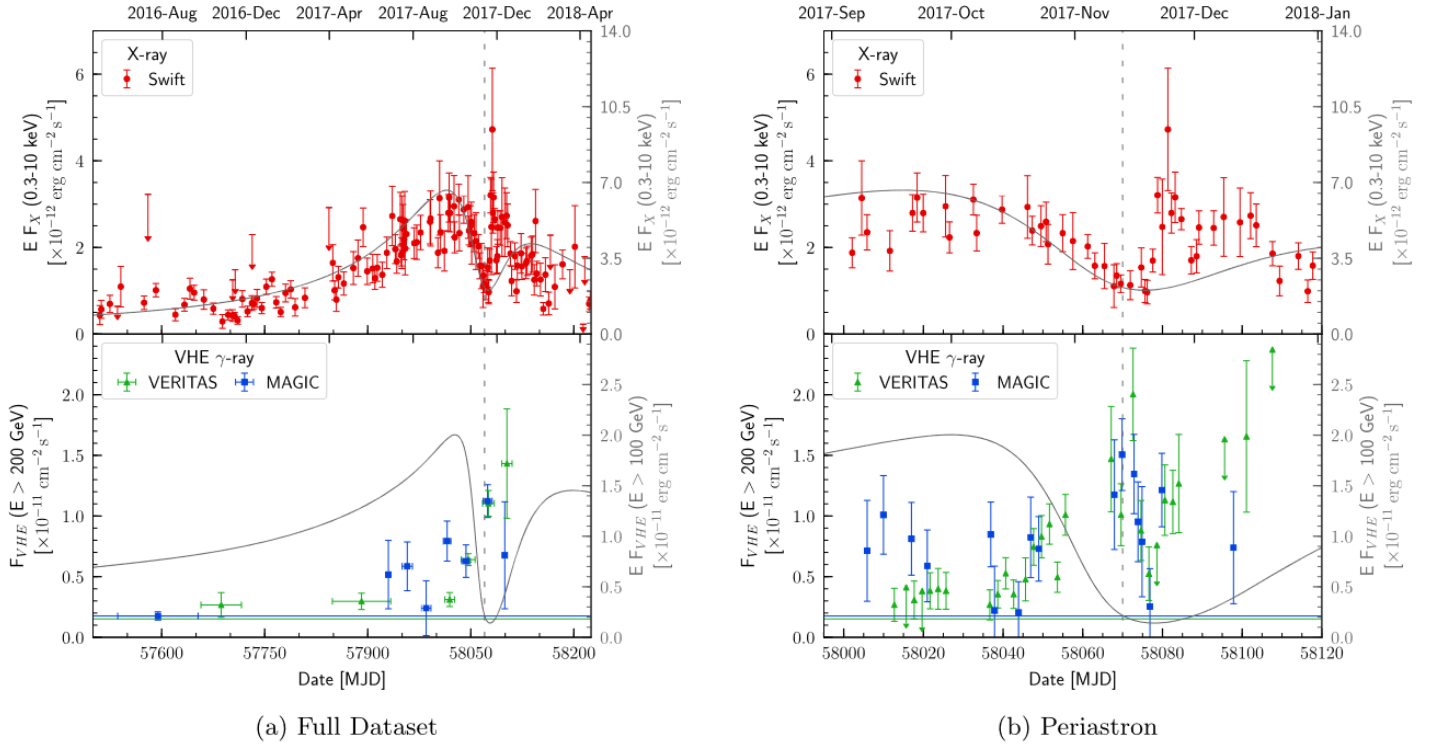 2016-Aug 2016-Dec 2017-Apr 2017-Aug 2017-Dec 2018-Apr
X-ray
Swift
E F_X (0.3-10 keV)
[×10⁻¹² erg cm⁻² s⁻¹]
0 2 4 6
0.0 3.5 7.0 10.5 14.0
E F_X (0.3-10 keV)
[×10⁻¹² erg cm⁻² s⁻¹]
VHE γ-ray
VERITAS MAGIC
F_VHE (E > 200 GeV)
[×10⁻¹¹ cm⁻² s⁻¹]
0.0 0.5 1.0 1.5 2.0
0.0 0.5 1.0 1.5 2.0 2.5
E F_VHE (E > 100 GeV)
[×10⁻¹¹ erg cm⁻² s⁻¹]
57600 57750 57900 58050 58200
Date [MJD]
(a) Full Dataset
2017-Sep 2017-Oct 2017-Nov 2017-Dec 2018-Jan
X-ray
Swift
E F_X (0.3-10 keV)
[×10⁻¹² erg cm⁻² s⁻¹]
0 2 4 6
0.0 3.5 7.0 10.5 14.0
E F_X (0.3-10 keV)
[×10⁻¹² erg cm⁻² s⁻¹]
VHE γ-ray
VERITAS MAGIC
F_VHE (E > 200 GeV)
[×10⁻¹¹ cm⁻² s⁻¹]
0.0 0.5 1.0 1.5 2.0
0.0 0.5 1.0 1.5 2.0 2.5
E F_VHE (E > 100 GeV)
[×10⁻¹¹ erg cm⁻² s⁻¹]
58000 58020 58040 58060 58080 58100 58120
Date [MJD]
(b) Periastron